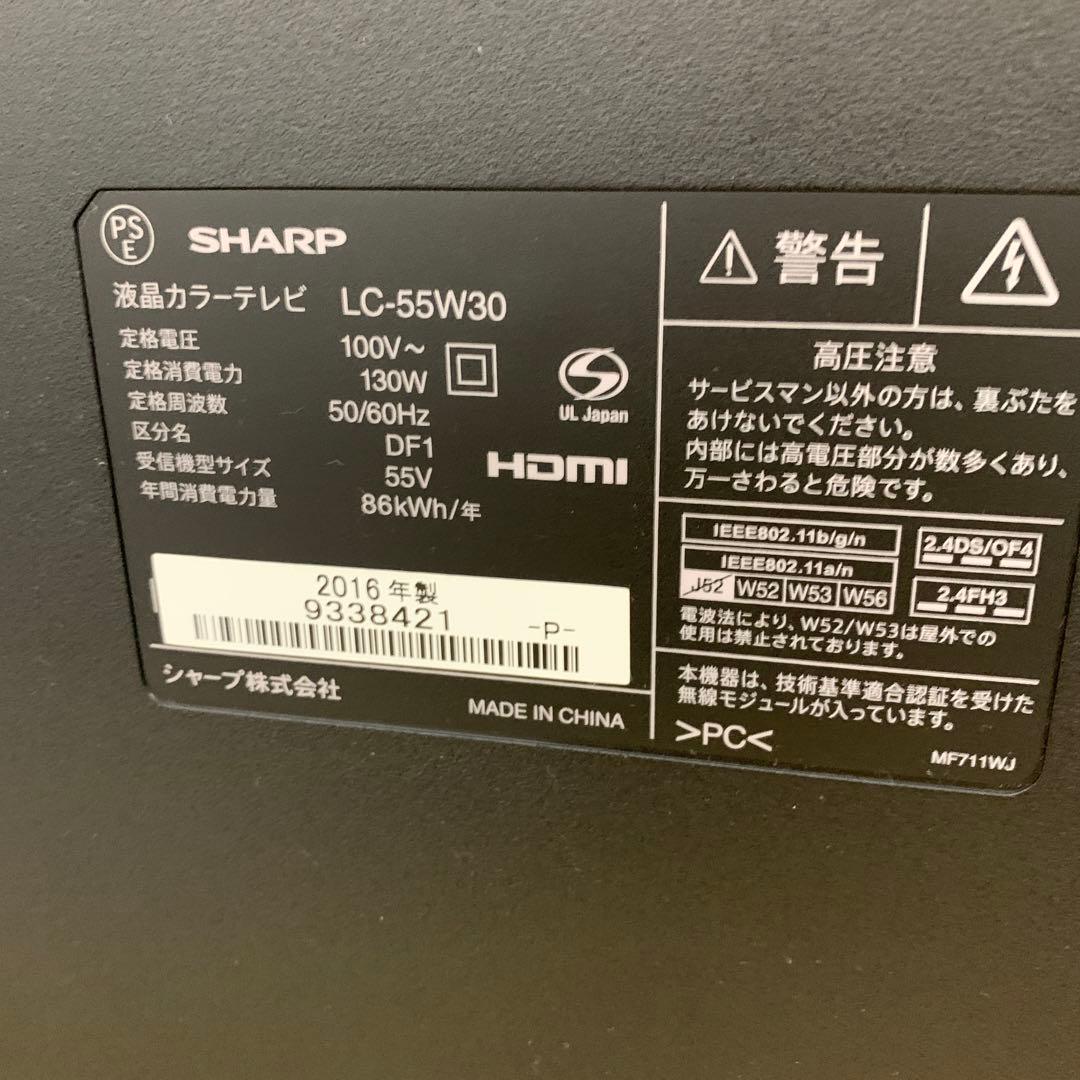 PS
E
SHARP
液晶カラーテレビ LC-55W30
定格電圧 100V～
定格消費電力 130W
定格周波数 50/60Hz
区分名 DF1
受信機型サイズ 55V
年間消費電力量 86kWh/年
UL Japan
HDMI
2016年製
9338421 -P-
シャープ株式会社
MADE IN CHINA
警告
高圧注意
サービスマン以外の方は、裏ぶたを
あけないでください。
内部には高電圧部分が数多くあり、
万一さわると危険です。
IEEE802.11b/g/n
IEEE802.11a/n
J52 W52 W53 W56
2.4DS/OF4
2.4FH3
電波法により、W52/W53は屋外での
使用は禁止されております。
本機器は、技術基準適合認証を受けた
無線モジュールが入っています。
>PC<
MF711WJ